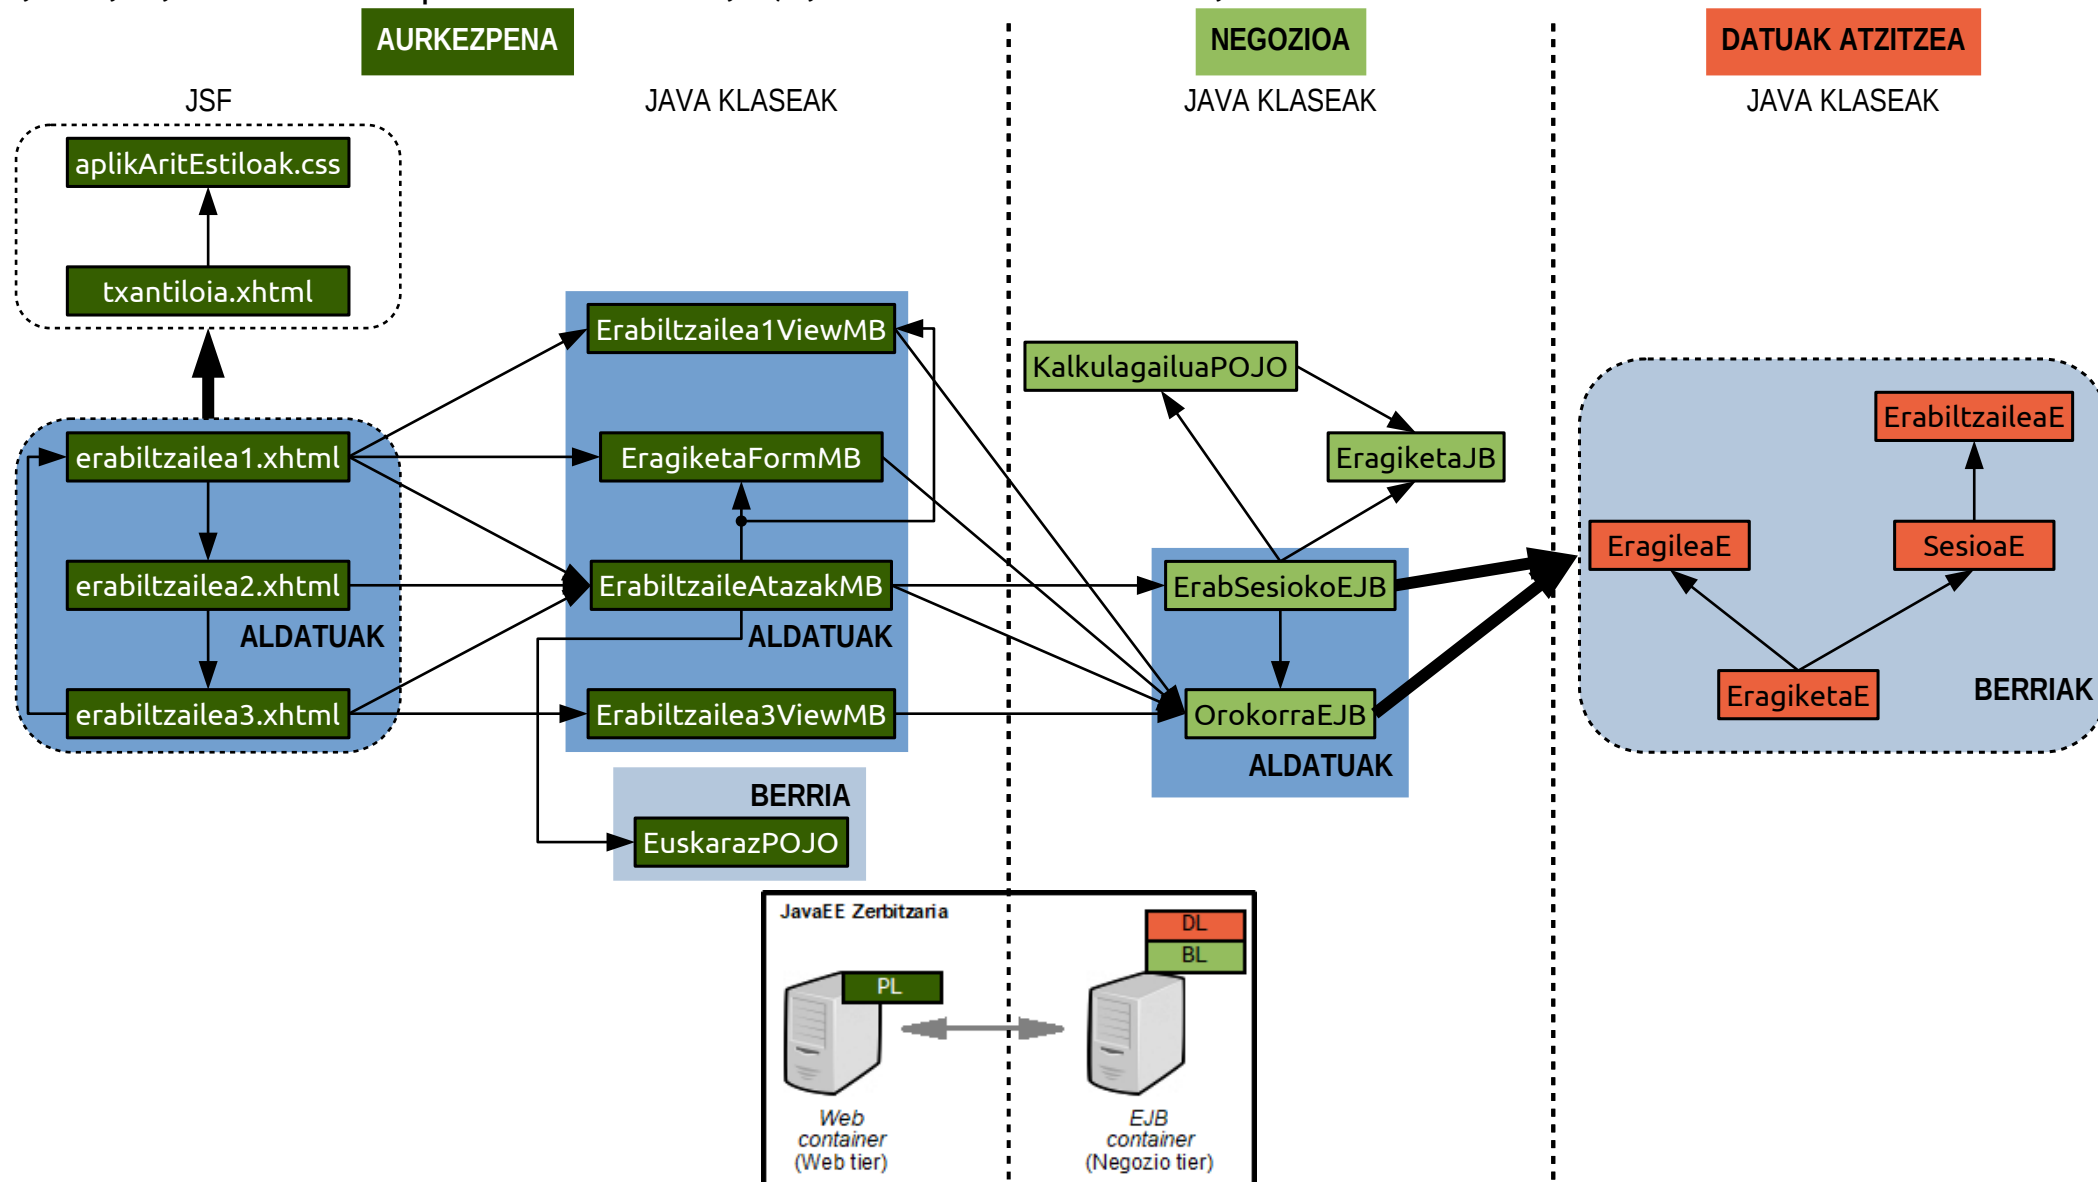 AURKEZPENA
NEGOZIOA
DATUAK ATZITZEA
JSF
JAVA KLASEAK
JAVA KLASEAK
JAVA KLASEAK
aplikAritEstiloak.css
txantiloia.xhtml
erabiltzailea1.xhtml
erabiltzailea2.xhtml
ALDATUAK
erabiltzailea3.xhtml
Erabiltzailea1ViewMB
EragiketaFormMB
ErabiltzaileAtazakMB
ALDATUAK
Erabiltzailea3ViewMB
BERRIA
EuskarazPOJO
KalkulagailuaPOJO
EragiketaJB
ErabSesiokoEJB
OrokorraEJB
ALDATUAK
ErabiltzaileaE
EragileaE
SesioaE
EragiketaE
BERRIAK
JavaEE Zerbitzaria
DL
BL
PL
Web
container
(Web tier)
EJB
container
(Negozio tier)